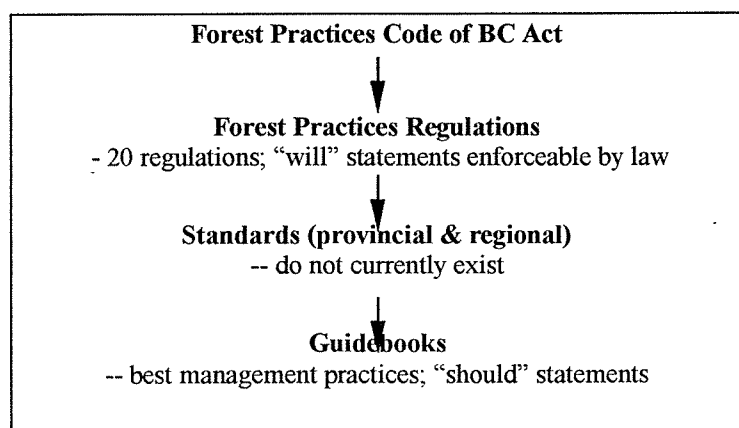 Forest Practices Code of BC Act
Forest Practices Regulations
- 20 regulations; “will” statements enforceable by law
Standards (provincial & regional)
-- do not currently exist
Guidebooks
-- best management practices; “should” statements